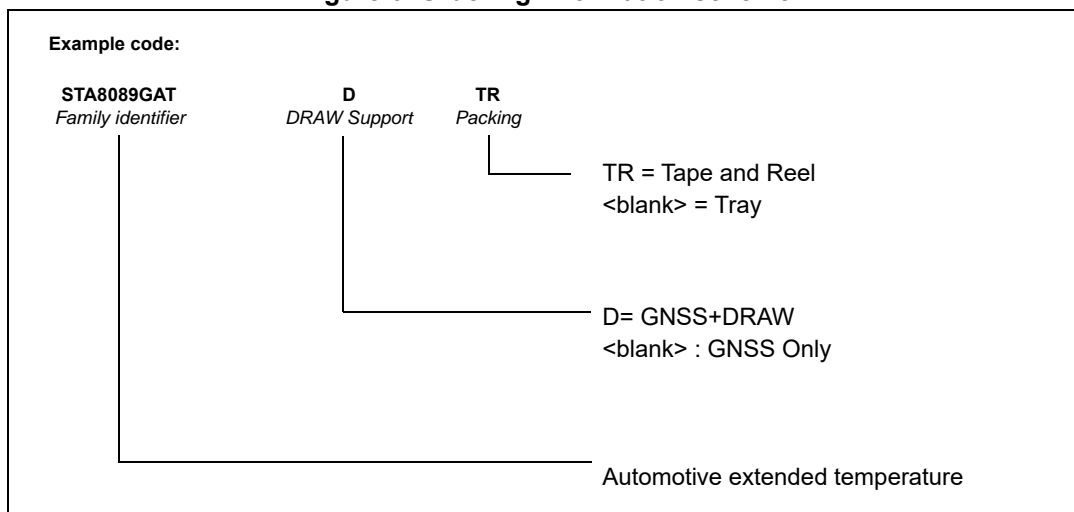 Example code:
STA8089GAT D TR
Family identifier DRAW Support Packing
TR = Tape and Reel
<blank> = Tray
D= GNSS+DRAW
<blank> : GNSS Only
Automotive extended temperature